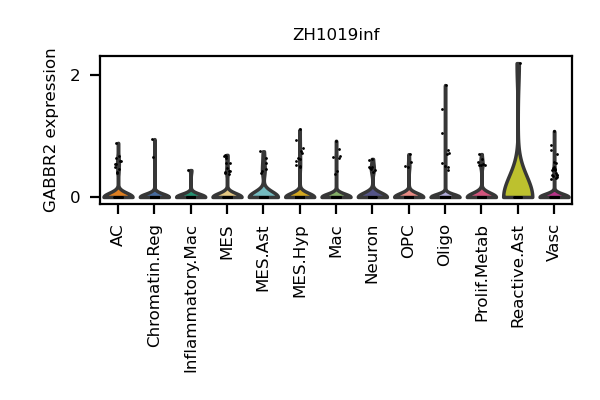 ZH1019inf
GABBR2 expression
2
0
AC
Chromatin.Reg
Inflammatory.Mac
MES
MES.Ast
MES.Hyp
Mac
Neuron
OPC
Oligo
Prolif.Metab
Reactive.Ast
Vasc